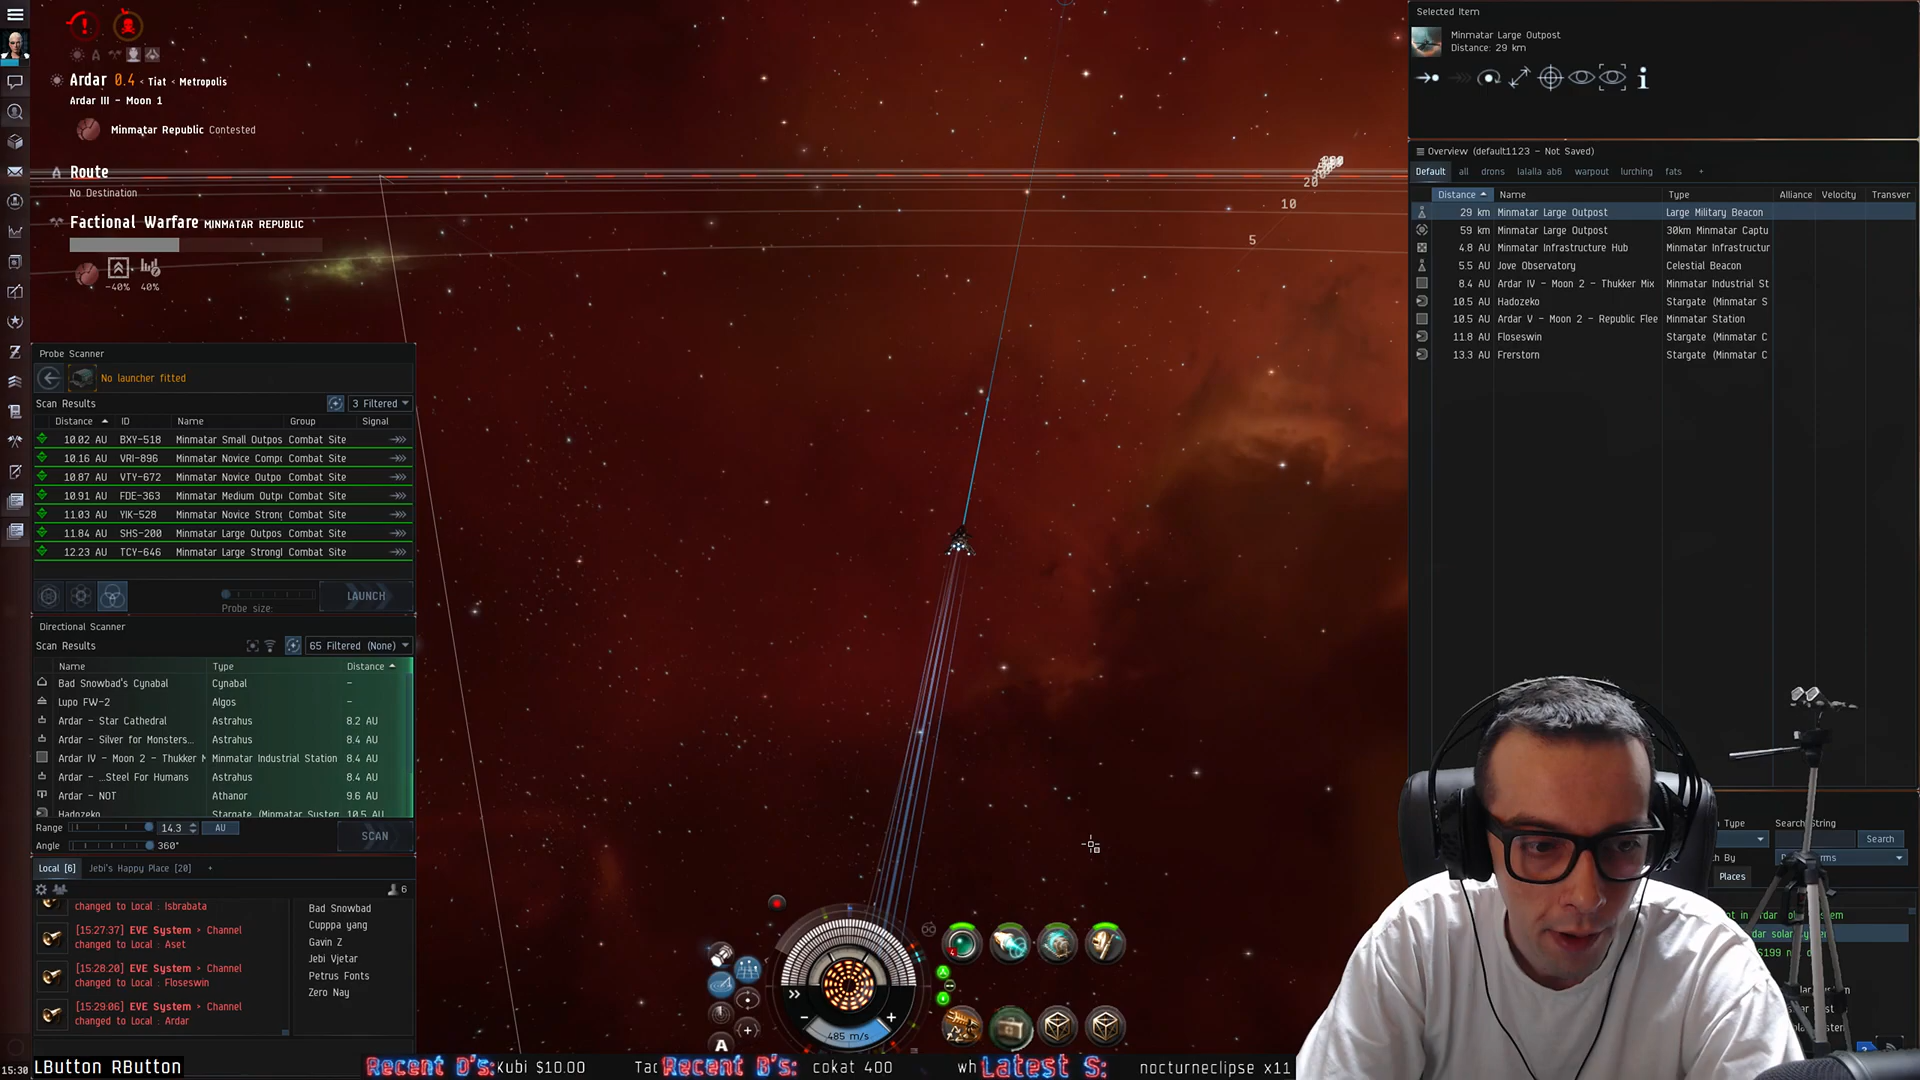 Ardar 0.4 < Tiat < Metropolis
Ardar III - Moon 1
Minmatar Republic Contested
Route
No Destination
Factional Warfare MINMATAR REPUBLIC
-40% 40%
20
10
5
Probe Scanner
No launcher fitted
Scan Results 3 Filtered
Distance ID Name Group Signal
10.02 AU BXY-518 Minmatar Small Outpos Combat Site
10.16 AU VRI-896 Minmatar Novice Compo Combat Site
10.87 AU VTY-672 Minmatar Novice Outpo Combat Site
10.91 AU FDE-363 Minmatar Medium Outp Combat Site
11.03 AU YIK-528 Minmatar Novice Strong Combat Site
11.84 AU SHS-200 Minmatar Large Outpos Combat Site
12.23 AU TCY-646 Minmatar Large Strongl Combat Site
LAUNCH
Probe size:
Directional Scanner
Scan Results 65 Filtered (None)
Name Type Distance
Bad Snowbad's Cynabal Cynabal -
Lupo FW-2 Algos -
Ardar - Star Cathedral Astrahus 8.2 AU
Ardar - Silver for Monsters... Astrahus 8.4 AU
Ardar IV - Moon 2 - Thukker M Minmatar Industrial Station 8.4 AU
Ardar - ...Steel For Humans Astrahus 8.4 AU
Ardar - NOT Athanor 9.6 AU
Hadozeko Stargate (Minmatar System 10.5 AU
Range 14.3 AU SCAN
Angle 360°
Local [6] Jebi's Happy Place [20] +
6
changed to Local : Isbrabata
[15:27:37] EVE System > Channel
changed to Local : Aset
[15:28:20] EVE System > Channel
changed to Local : Floseswin
[15:29:06] EVE System > Channel
changed to Local : Ardar
Bad Snowbad
Cupppa yang
Gavin Z
Jebi Vjetar
Petrus Fonts
Zero Nay
485 m/s
A
15:30 LButton RButton
Recent D's: Kubi $10.00 Recent B's: cokat 400 wh Latest S: nocturneclipse x11
Selected Item
Minmatar Large Outpost
Distance: 29 km
Overview (default1123 - Not Saved)
Default all drons lalalla ab6 warpout lurching fats +
Distance Name Type Alliance Velocity Transver
29 km Minmatar Large Outpost Large Military Beacon
59 km Minmatar Large Outpost 30km Minmatar Captu
4.8 AU Minmatar Infrastructure Hub Minmatar Infrastructur
5.5 AU Jove Observatory Celestial Beacon
8.4 AU Ardar IV - Moon 2 - Thukker Mix Minmatar Industrial St
10.5 AU Hadozeko Stargate (Minmatar S
10.5 AU Ardar V - Moon 2 - Republic Flee Minmatar Station
11.8 AU Floseswin Stargate (Minmatar C
13.3 AU Frerstorn Stargate (Minmatar C
Type Search String
Search
By
Places